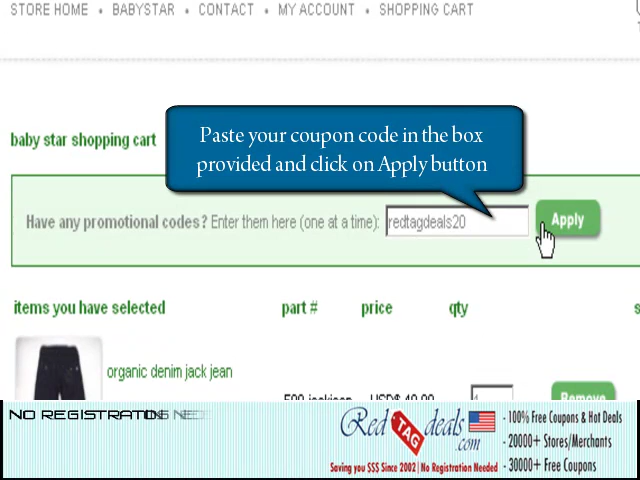 STORE HOME • BABYSTAR • CONTACT • MY ACCOUNT • SHOPPING CART
Paste your coupon code in the box
provided and click on Apply button
baby star shopping cart
Have any promotional codes? Enter them here (one at a time): redtagdeals20 Apply
items you have selected part # price qty
organic denim jack jean
Remove
NO REGISTRATION
Red TAG deals.com
Saving you $$$ Since 2002 | No Registration Needed
- 100% Free Coupons & Hot Deals
- 20000+ Stores/Merchants
- 30000+ Free Coupons